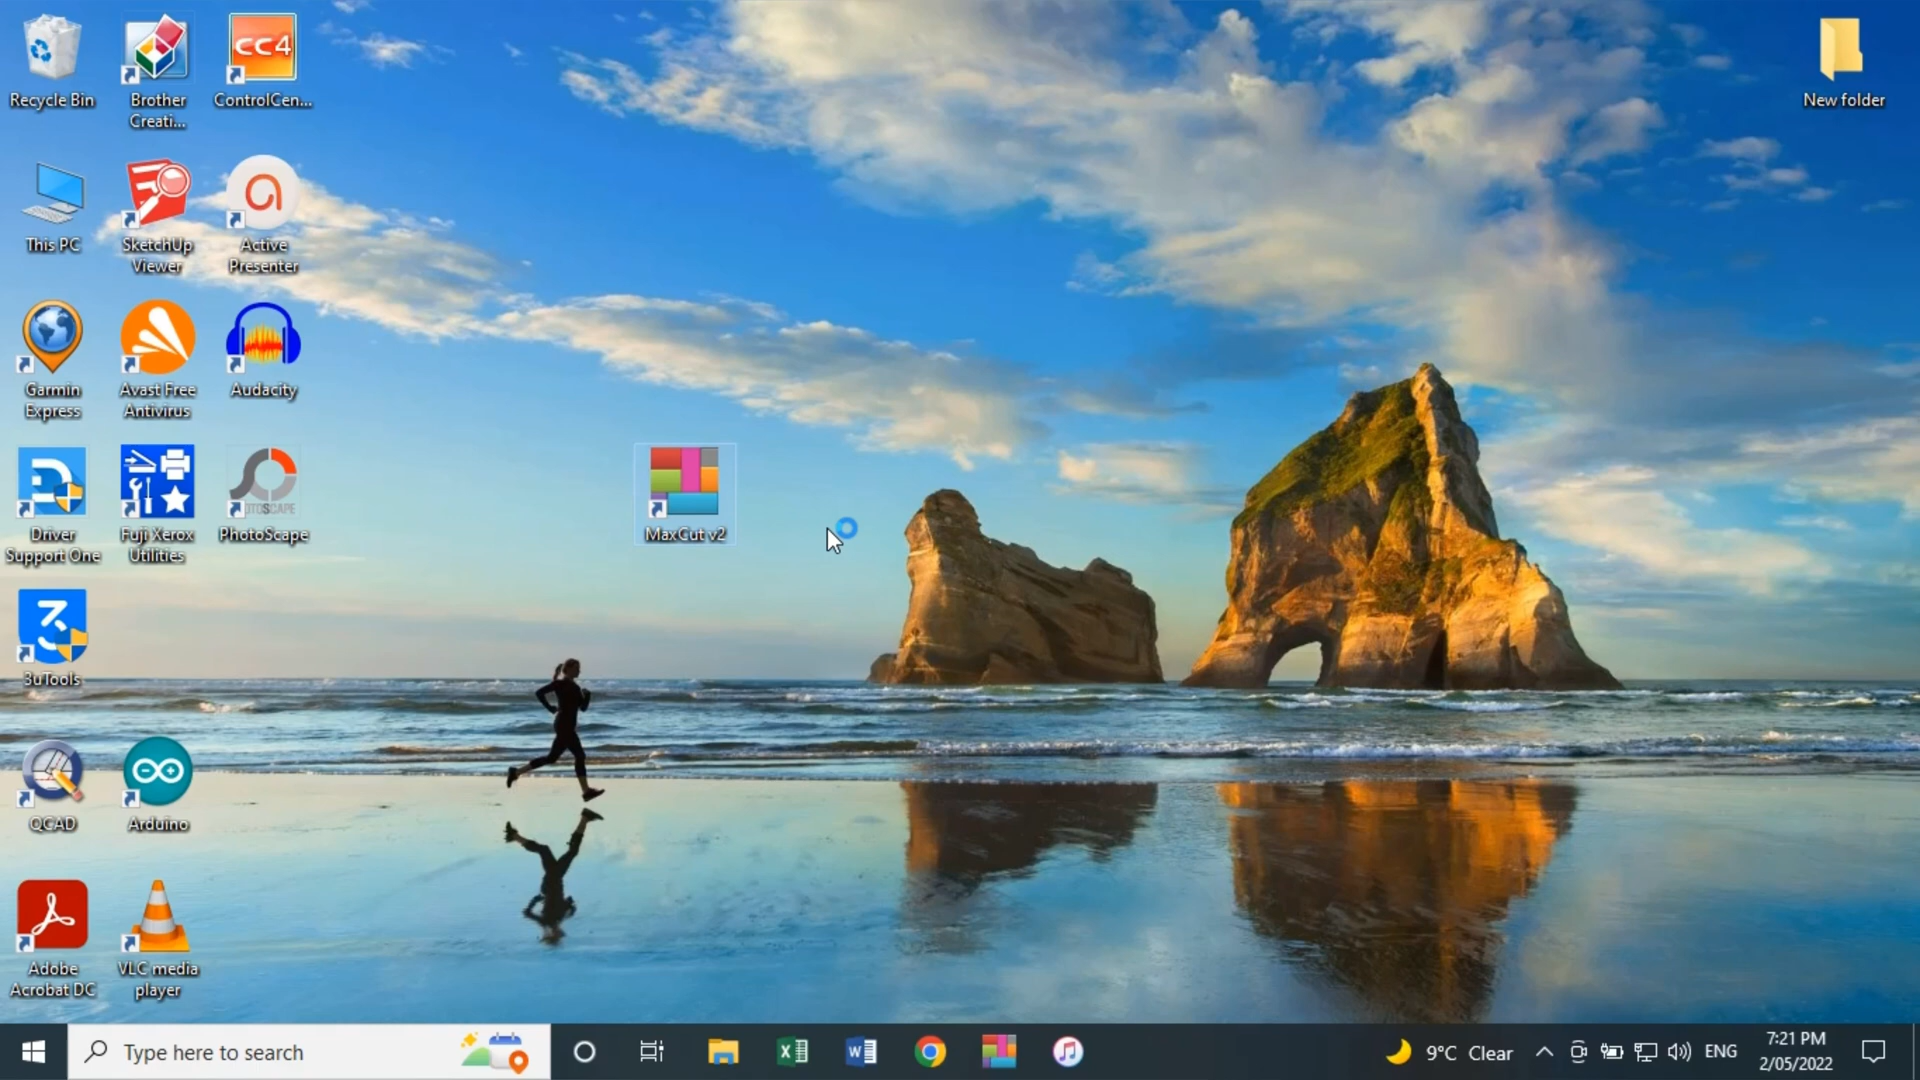 Recycle Bin
Brother
Creati...
CC4
ControlCen...
New folder
This PC
SketchUp
Viewer
Active
Presenter
Garmin
Express
Avast Free
Antivirus
Audacity
Driver
Support One
Fuji Xerox
Utilities
PhotoScape
MaxCut v2
3uTools
QCAD
Arduino
Adobe
Acrobat DC
VLC media
player
Type here to search
9°C Clear
ENG
7:21 PM
2/05/2022